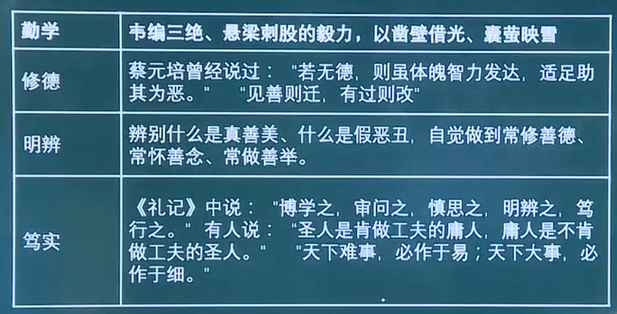 勤学
韦编三绝、悬梁刺股的毅力，以凿壁借光、囊萤映雪
修德
蔡元培曾经说过："若无德，则虽体魄智力发达，适足助
其为恶。" "见善则迁，有过则改"
明辨
辨别什么是真善美、什么是假恶丑，自觉做到常修善德、
常怀善念、常做善举。
笃实
《礼记》中说："博学之，审问之，慎思之，明辨之，笃
行之。"有人说："圣人是肯做工夫的庸人，庸人是不肯
做工夫的圣人。" "天下难事，必作于易；天下大事，必
作于细。"